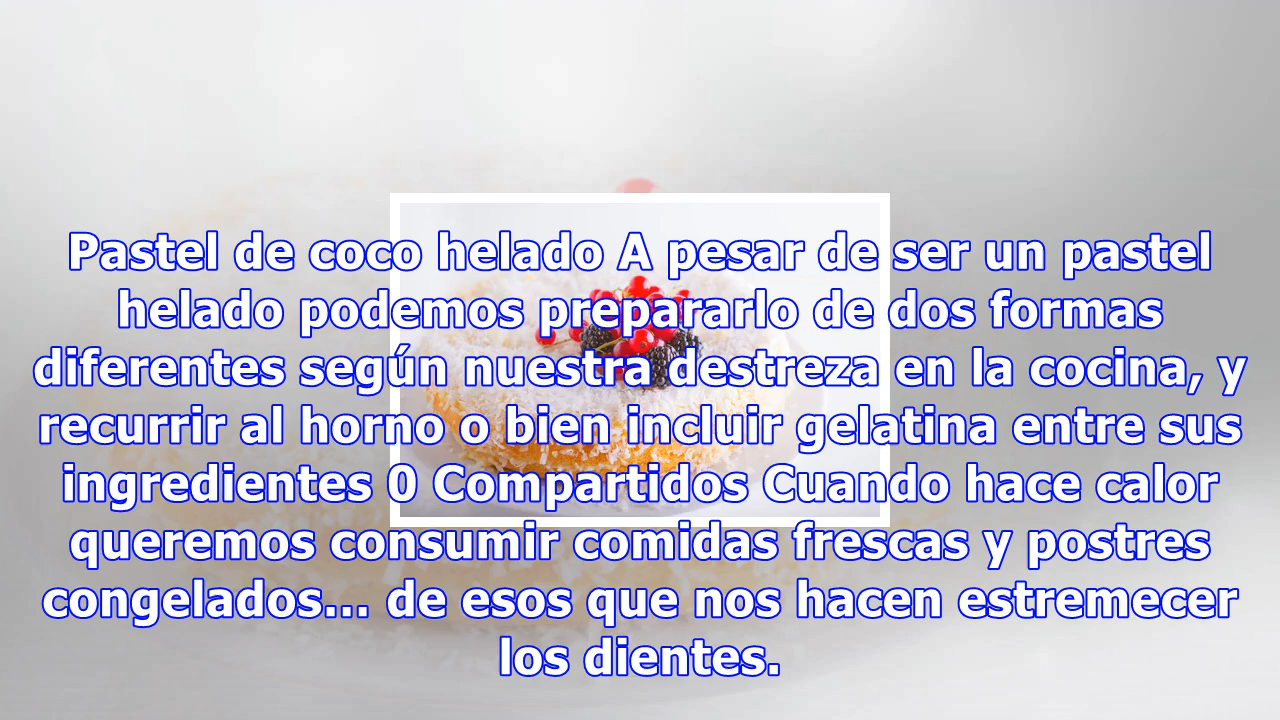 Pastel de coco helado A pesar de ser un pastel
helado podemos prepararlo de dos formas
diferentes según nuestra destreza en la cocina, y
recurrir al horno o bien incluir gelatina entre sus
ingredientes 0 Compartidos Cuando hace calor
queremos consumir comidas frescas y postres
congelados... de esos que nos hacen estremecer
los dientes.